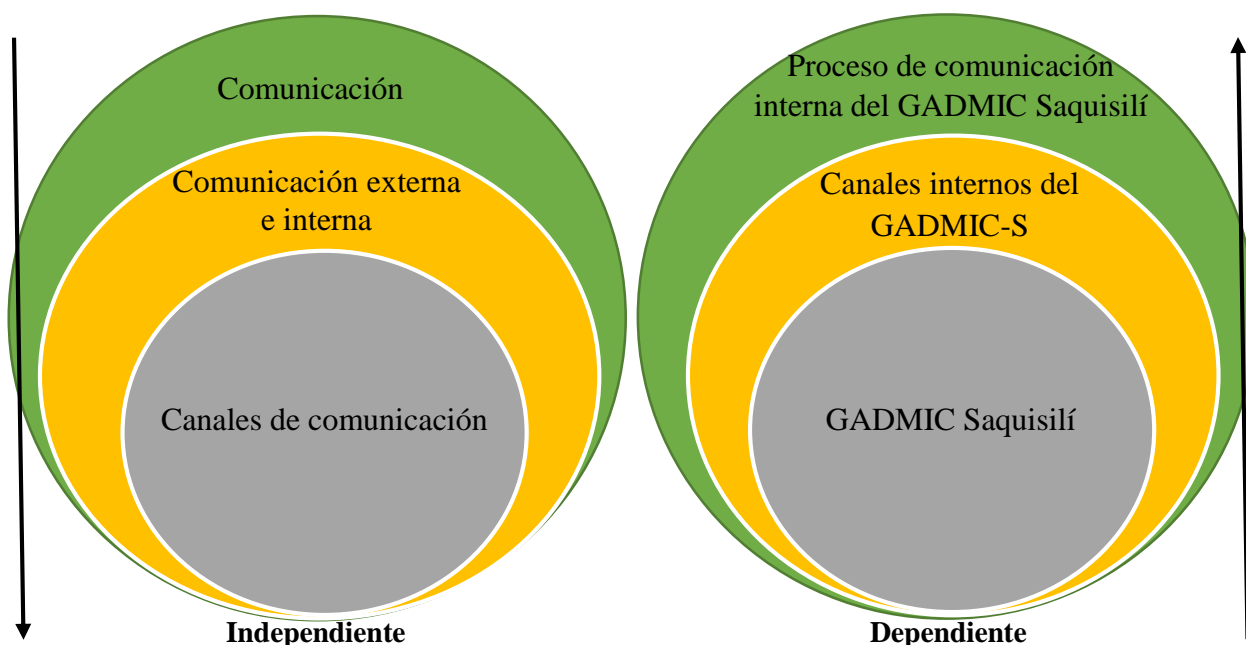 Comunicación
Comunicación externa
e interna
Canales de comunicación
Independiente
Proceso de comunicación
interna del GADMIC Saquisilí
Canales internos del
GADMIC-S
GADMIC Saquisilí
Dependiente